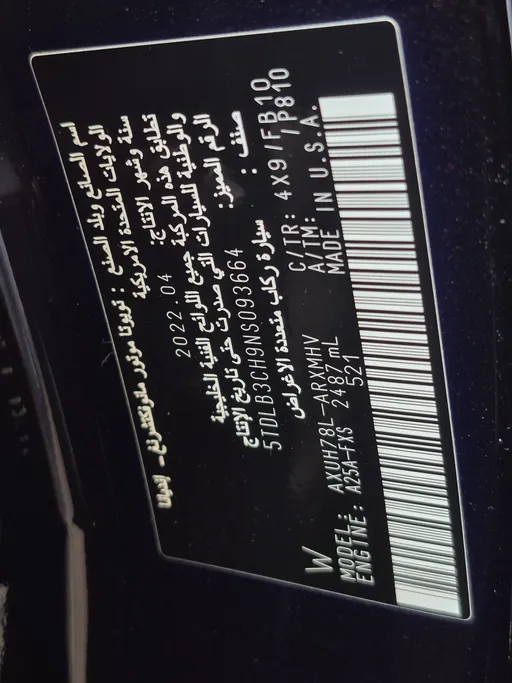 اسم الصانع وبلد الصنع : تويوتا موتور مانوفكتشرنغ - إنديانا
الولايات المتحدة الامريكية
سنة وشهر الانتاج: 2022.04
تطابق هذه المركبة جميع اللوائح الفنية الخليجية
والوطنية للسيارات التي صدرت حتى تاريخ الإنتاج
الرقم المميز: 5TDLB3CH9NS093664
صنف : سيارة ركاب متعددة الاغراض
W C/TR: 4X9/FB10
MODEL: AXUH78L-ARXMHV A/TM: /P810
ENGINE: A25A-FXS 2487 mL MADE IN U.S.A.
521